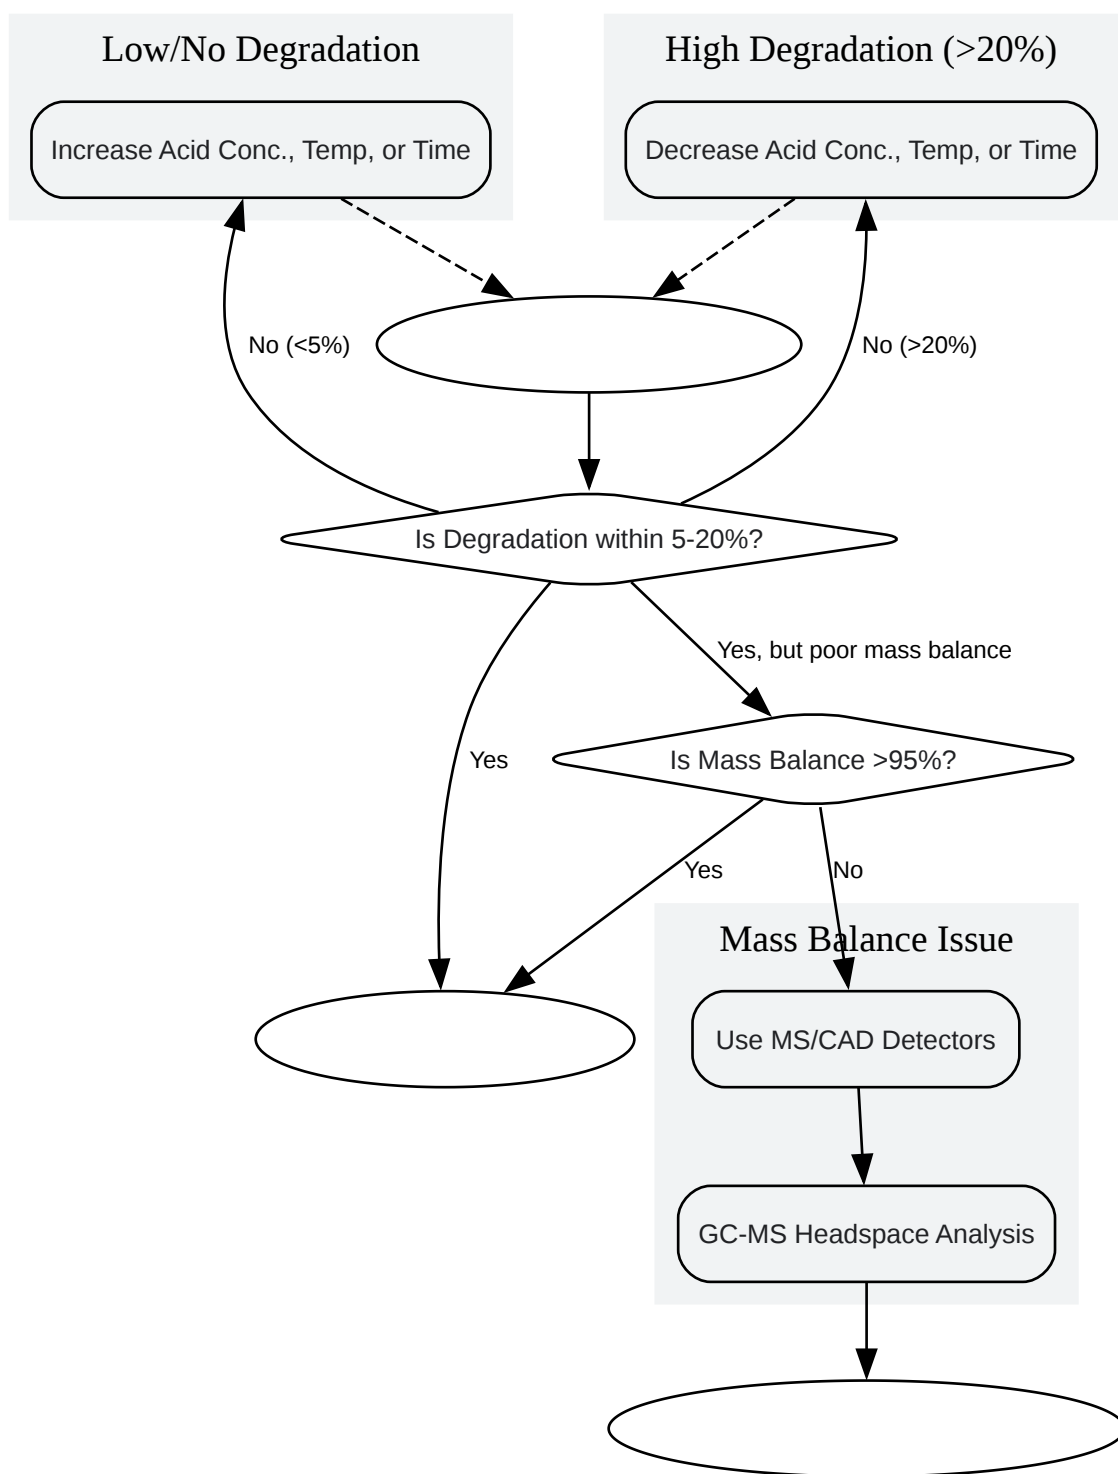 Low/No Degradation
High Degradation (>20%)
Increase Acid Conc., Temp, or Time
Decrease Acid Conc., Temp, or Time
No (<5%)
No (>20%)
Is Degradation within 5-20%?
Yes, but poor mass balance
Yes
Is Mass Balance >95%?
Yes
No
Mass Balance Issue
Use MS/CAD Detectors
GC-MS Headspace Analysis